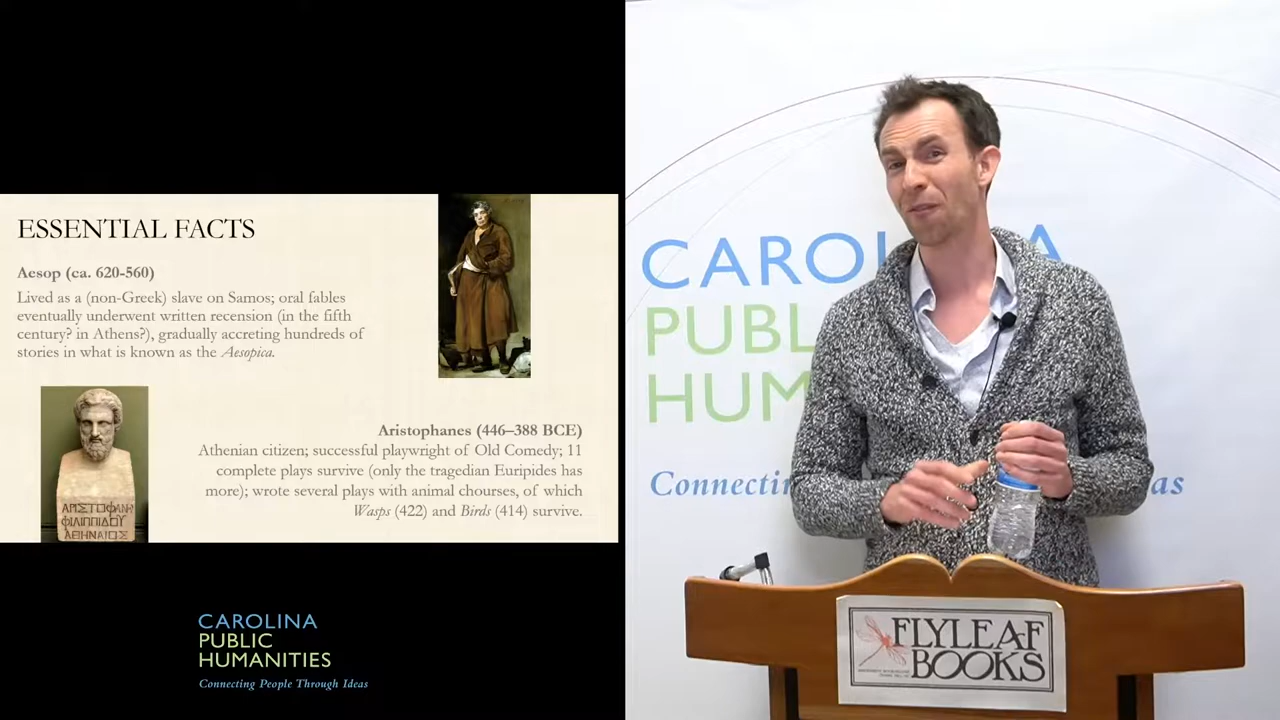 ESSENTIAL FACTS
Aesop (ca. 620-560)
Lived as a (non-Greek) slave on Samos; oral fables
eventually underwent written recension (in the fifth
century? in Athens?), gradually accreting hundreds of
stories in what is known as the Aesopica.
Aristophanes (446–388 BCE)
Athenian citizen; successful playwright of Old Comedy; 11
complete plays survive (only the tragedian Euripides has
more); wrote several plays with animal chourses, of which
Wasps (422) and Birds (414) survive.
ΑΡΙΣΤΟΦΑΝΗ
ΦΙΛΙΠΠΙΔΟΥ
ΑΘΗΝΑΙΟΣ
CAROLINA
PUBLIC
HUMANITIES
Connecting People Through Ideas
CAROL A
PUBL
HUM
Connectin as
FLYLEAF
BOOKS